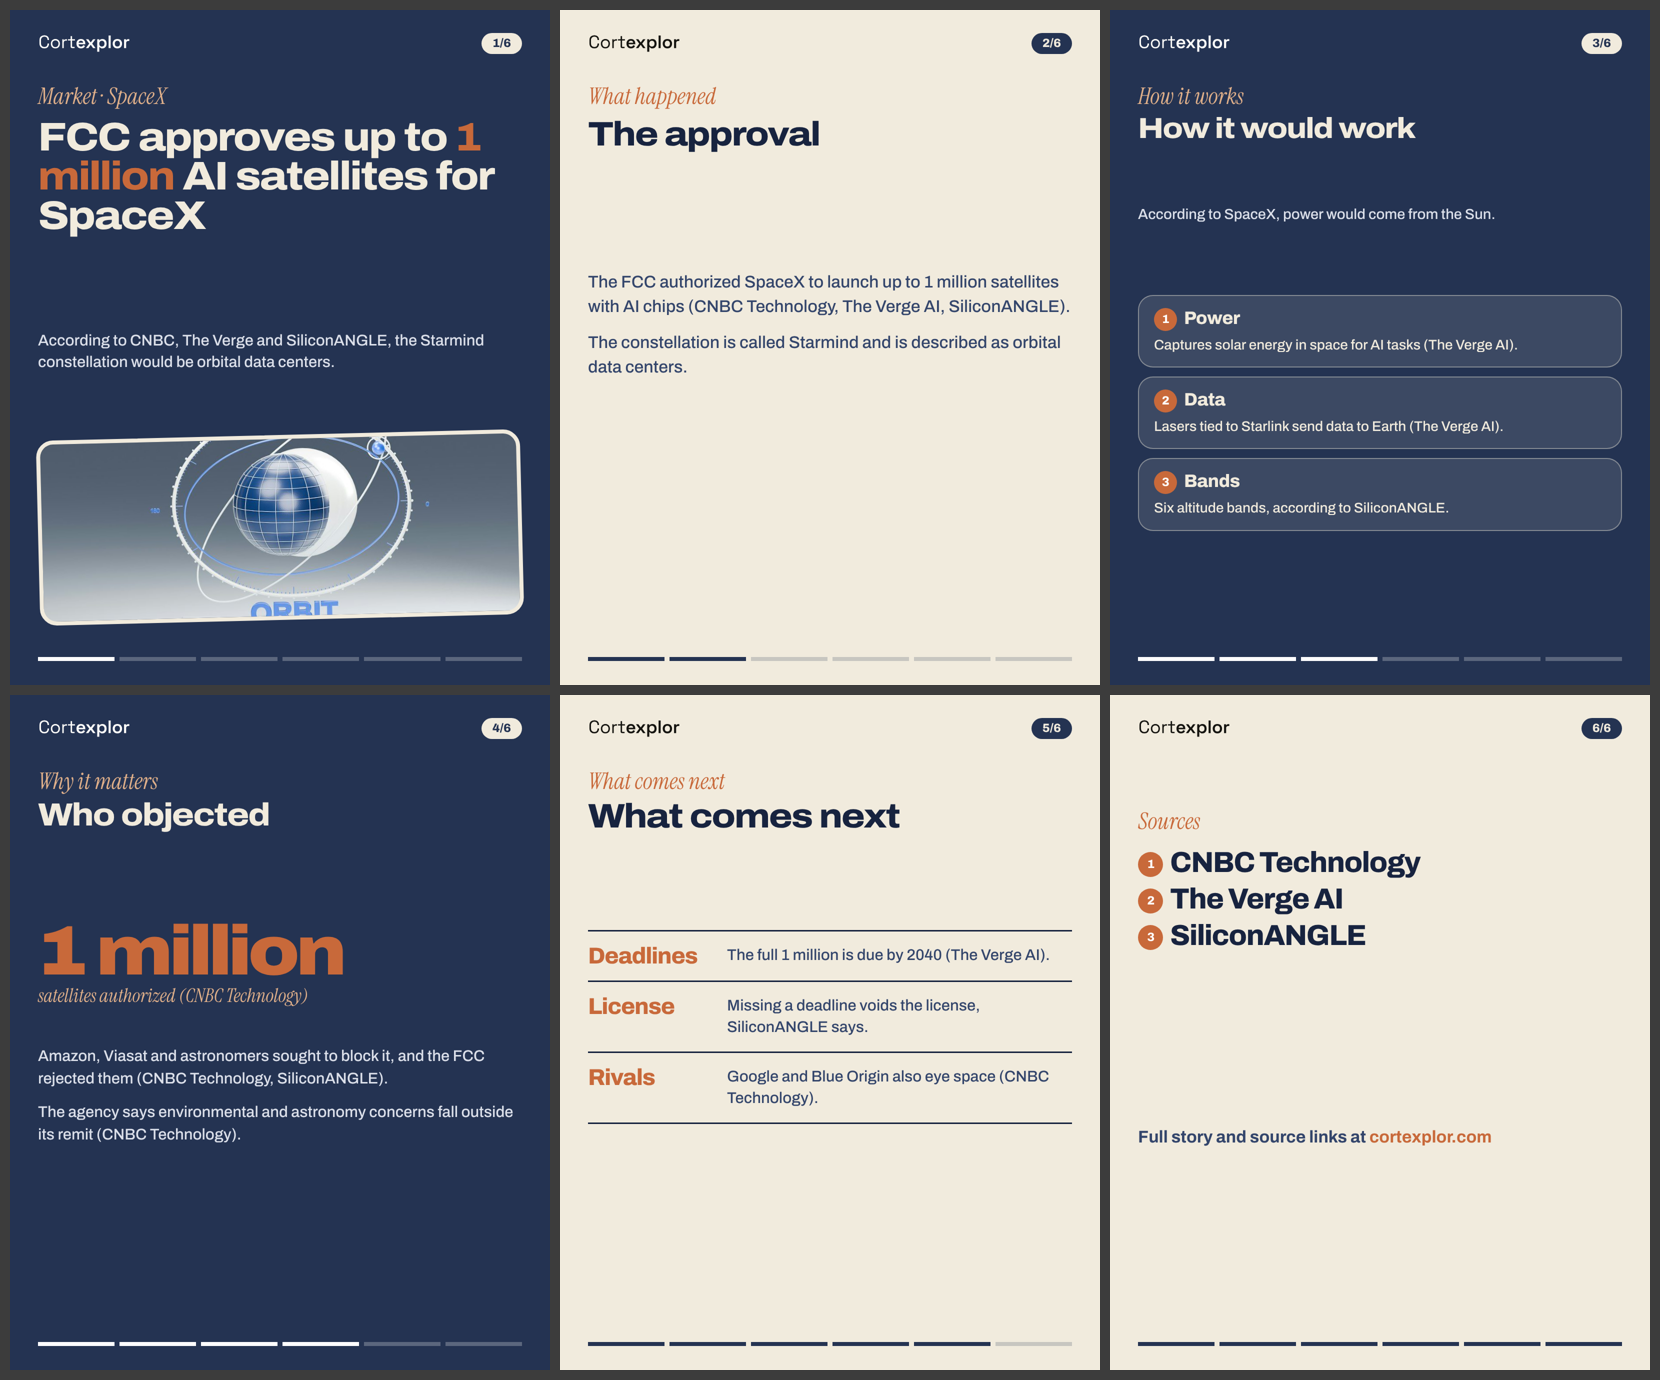 Cortexplor
1/6
Market · SpaceX
FCC approves up to 1
million AI satellites for
SpaceX
According to CNBC, The Verge and SiliconANGLE, the Starmind
constellation would be orbital data centers.
ORBIT
Cortexplor
2/6
What happened
The approval
The FCC authorized SpaceX to launch up to 1 million satellites
with AI chips (CNBC Technology, The Verge AI, SiliconANGLE).
The constellation is called Starmind and is described as orbital
data centers.
Cortexplor
3/6
How it works
How it would work
According to SpaceX, power would come from the Sun.
1 Power
Captures solar energy in space for AI tasks (The Verge AI).
2 Data
Lasers tied to Starlink send data to Earth (The Verge AI).
3 Bands
Six altitude bands, according to SiliconANGLE.
Cortexplor
4/6
Why it matters
Who objected
1 million
satellites authorized (CNBC Technology)
Amazon, Viasat and astronomers sought to block it, and the FCC
rejected them (CNBC Technology, SiliconANGLE).
The agency says environmental and astronomy concerns fall outside
its remit (CNBC Technology).
Cortexplor
5/6
What comes next
What comes next
Deadlines
The full 1 million is due by 2040 (The Verge AI).
License
Missing a deadline voids the license,
SiliconANGLE says.
Rivals
Google and Blue Origin also eye space (CNBC
Technology).
Cortexplor
6/6
Sources
1 CNBC Technology
2 The Verge AI
3 SiliconANGLE
Full story and source links at cortexplor.com